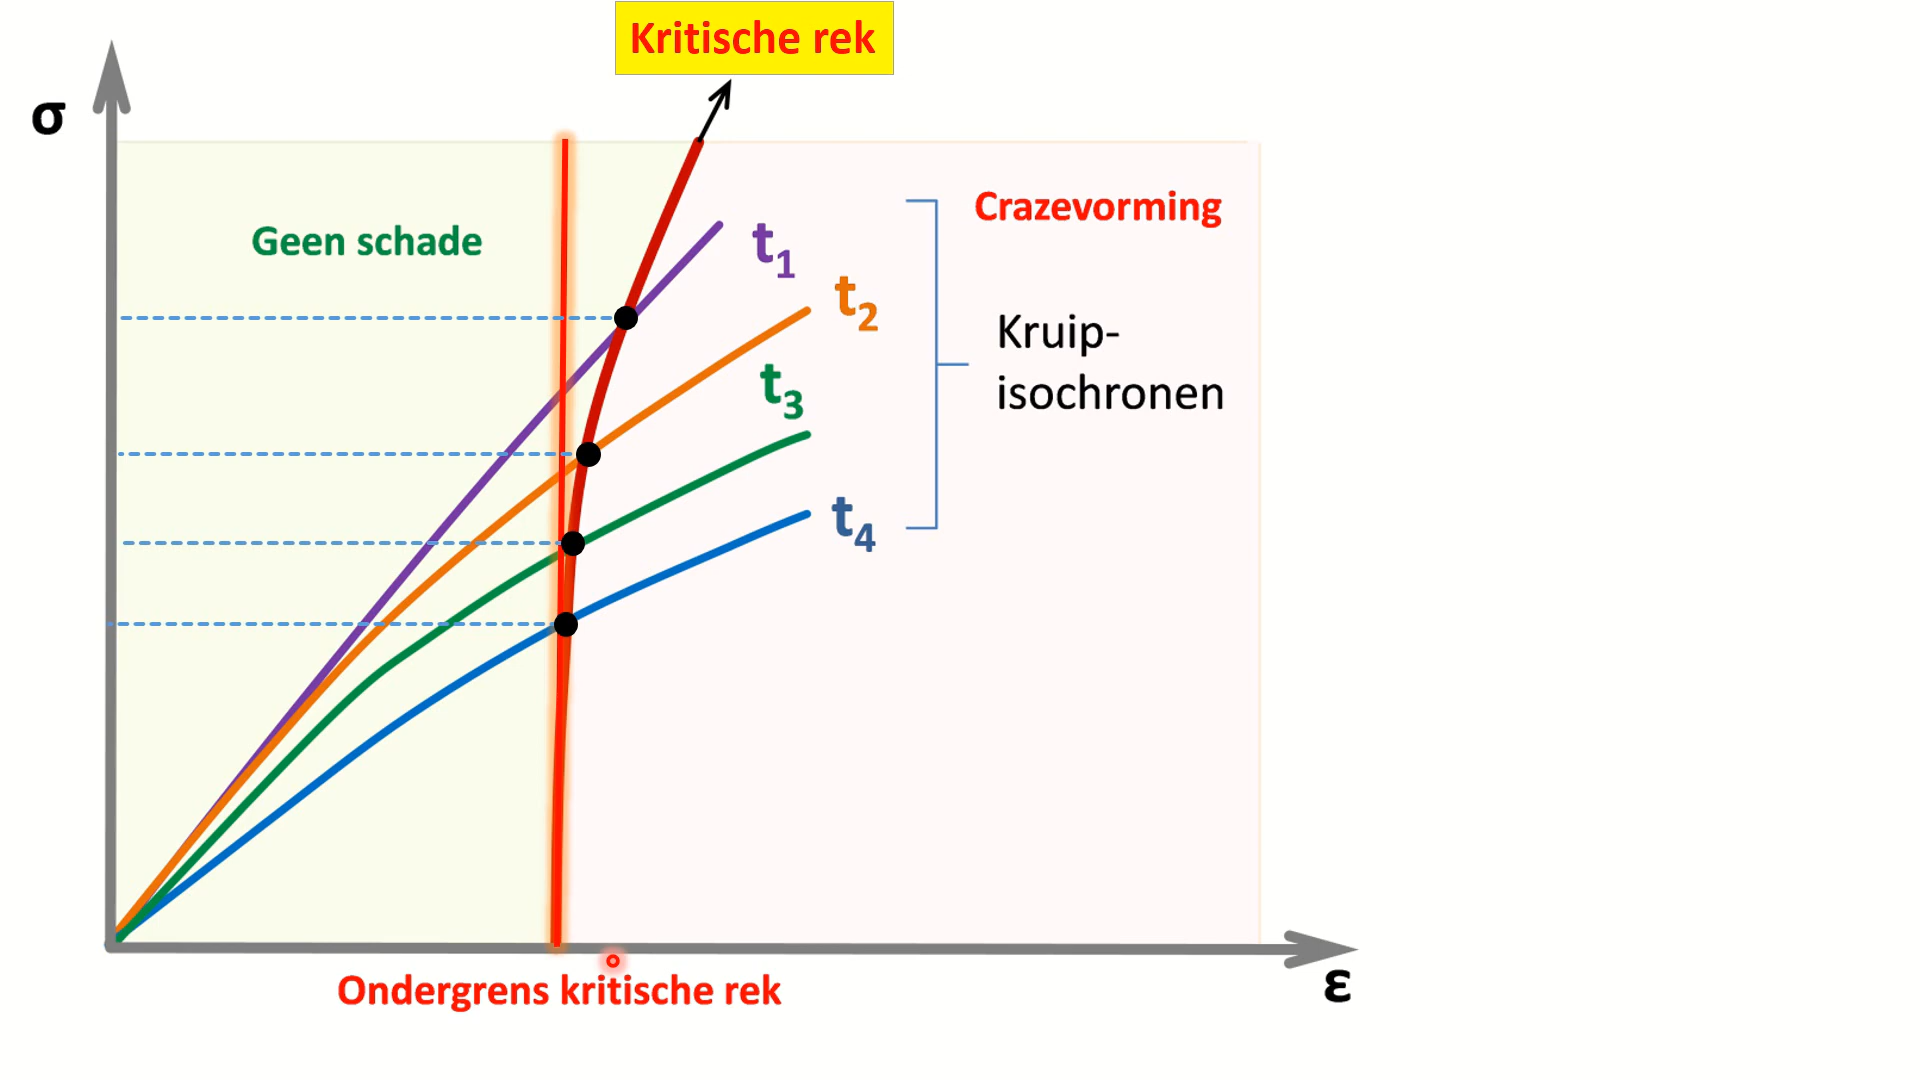 Kritische rek
σ
Geen schade
Crazevorming
t1
t2
t3
t4
Kruip-
isochronen
ε
Ondergrens kritische rek